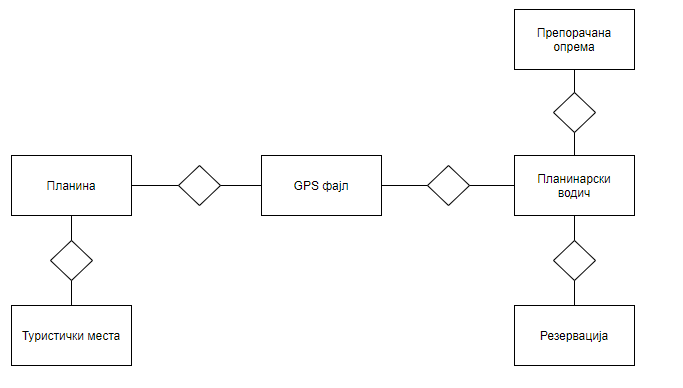 Препорачана
опрема
Планина
GPS фајл
Планинарски
водич
Туристички места
Резервација